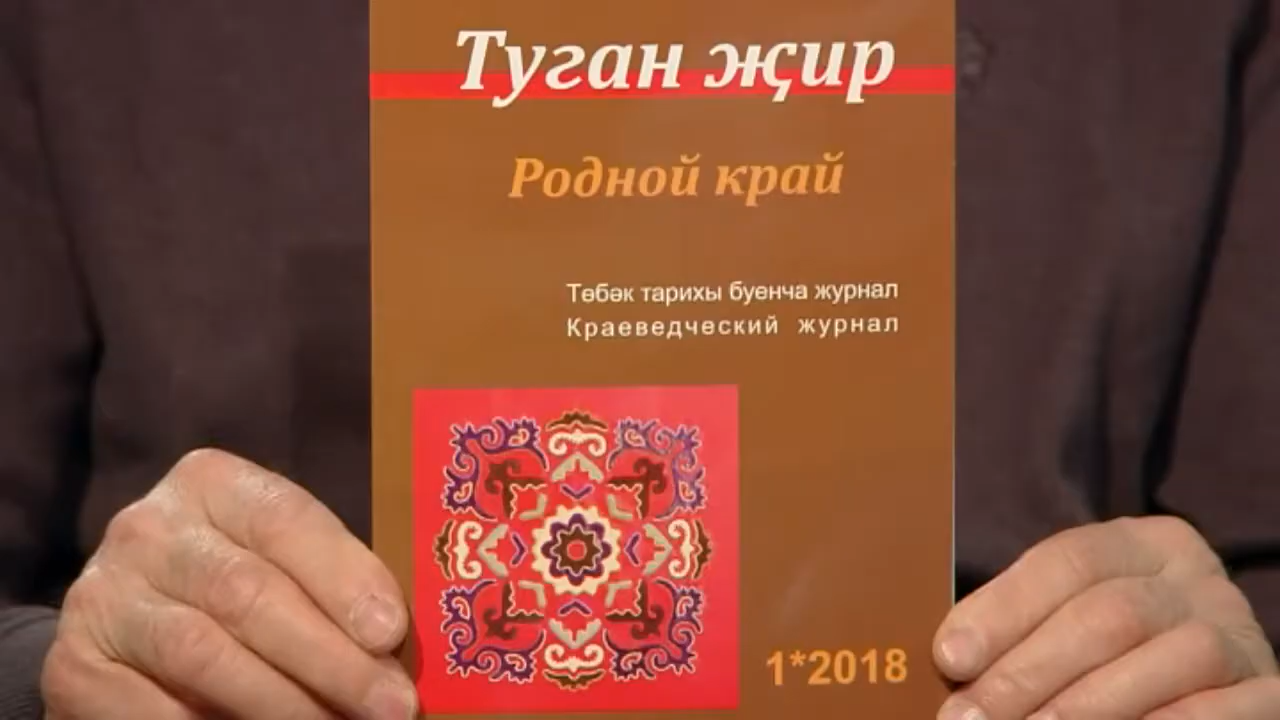 Туган җир
Родной край
Төбәк тарихы буенча журнал
Краеведческий журнал
1*2018